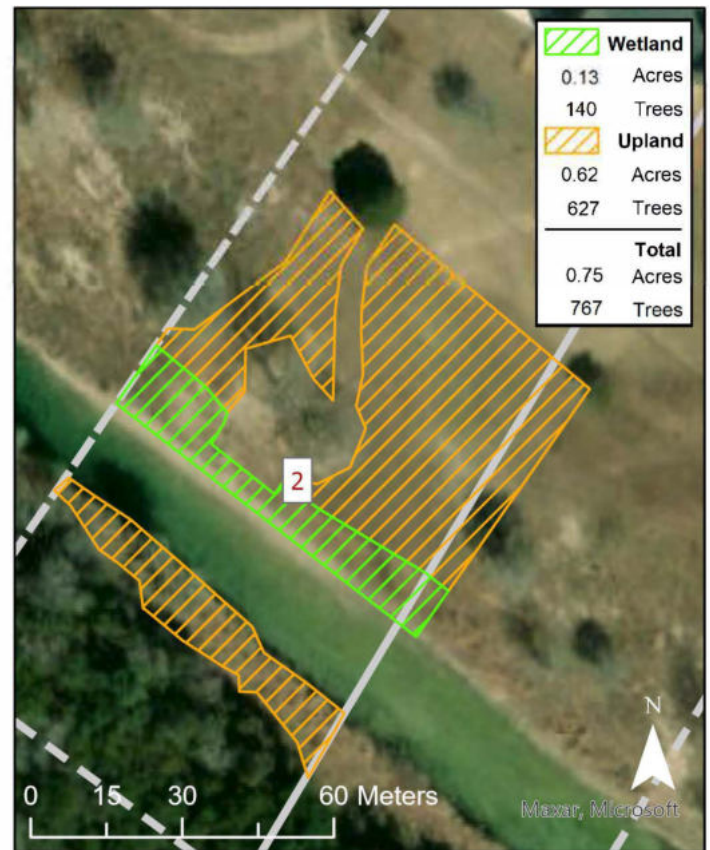 Wetland
0.13 Acres
140 Trees
Upland
0.62 Acres
627 Trees
Total
0.75 Acres
767 Trees
2
N
0 15 30 60 Meters
Maxar, Microsoft